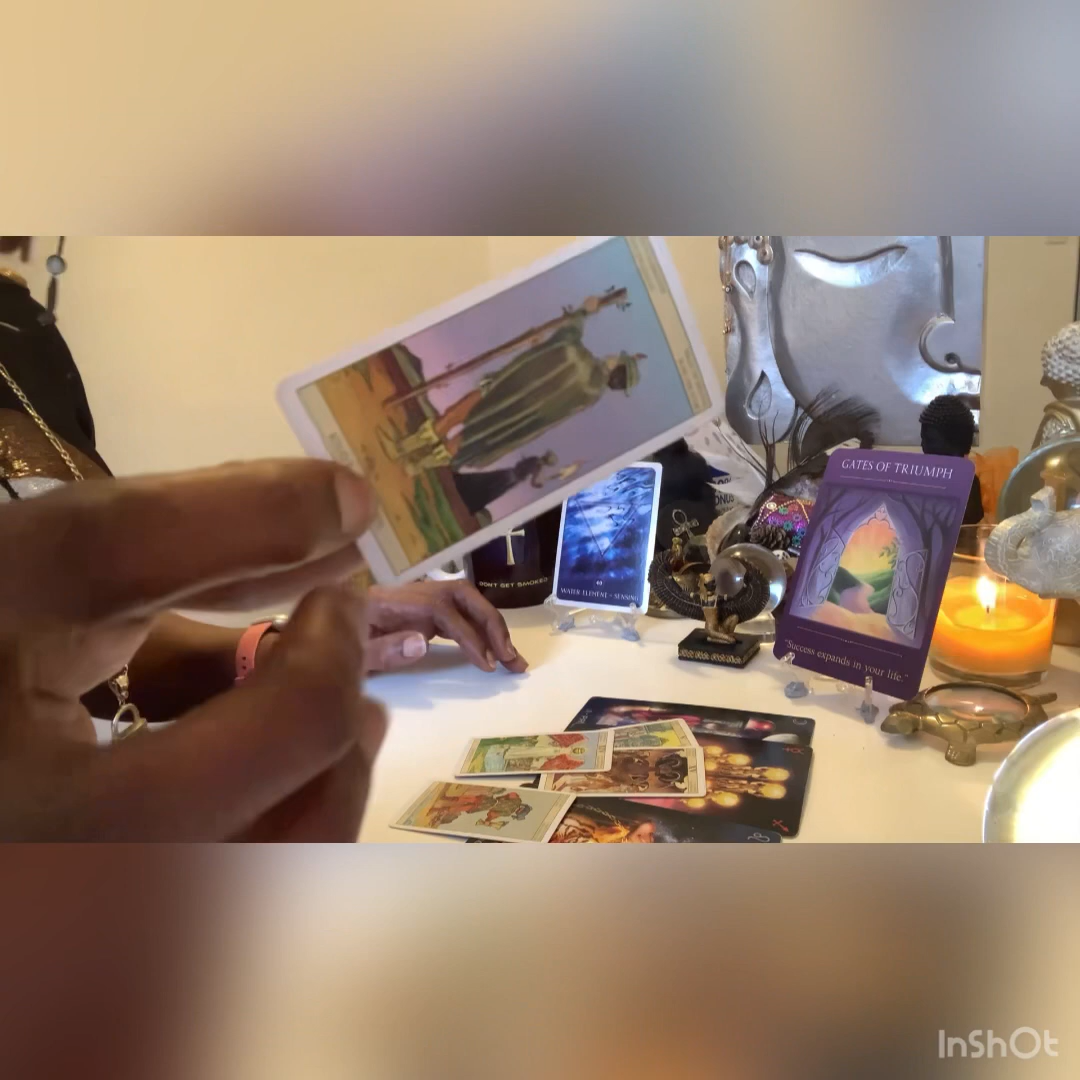 GATES OF TRIUMPH
"Success expands in your life."
WATER ELEMENT - SENSING
DON'T GET SMOKED
InShOt